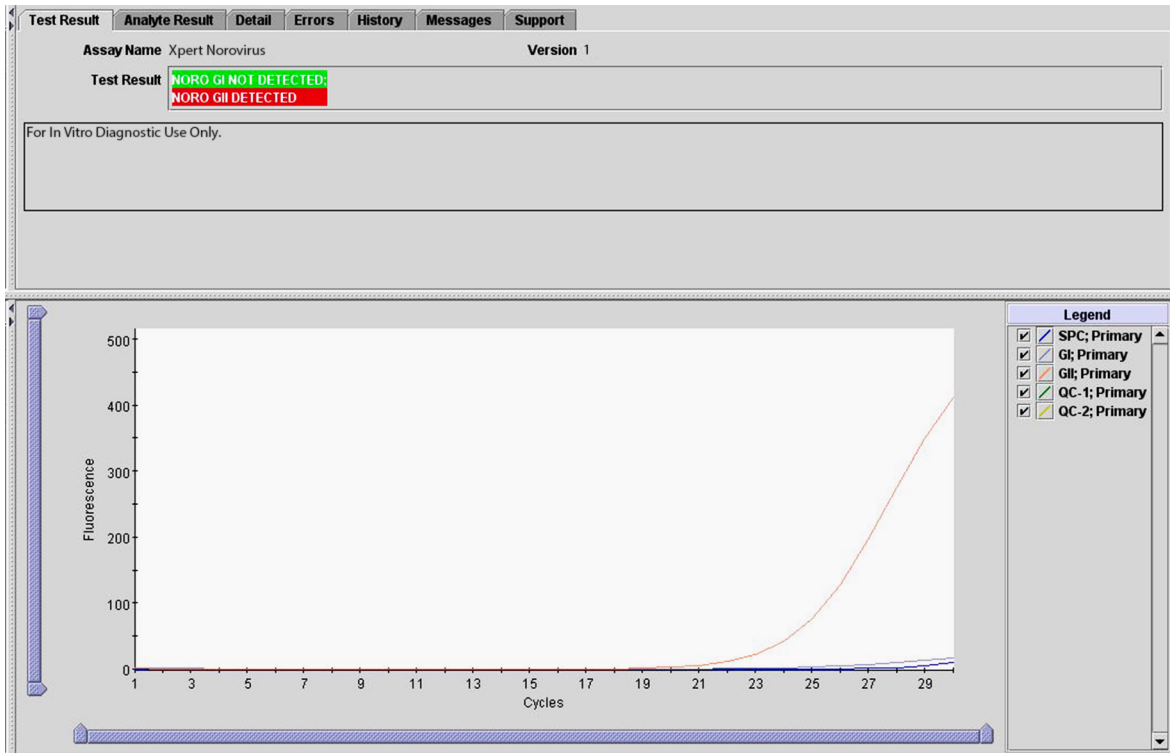 Test Result Analyte Result Detail Errors History Messages Support
Assay Name Xpert Norovirus Version 1
Test Result NORO GI NOT DETECTED;
NORO GII DETECTED
For In Vitro Diagnostic Use Only.
Legend
SPC; Primary
GI; Primary
GII; Primary
QC-1; Primary
QC-2; Primary
500
400
300
200
100
0
Fluorescence
1 3 5 7 9 11 13 15 17 19 21 23 25 27 29
Cycles